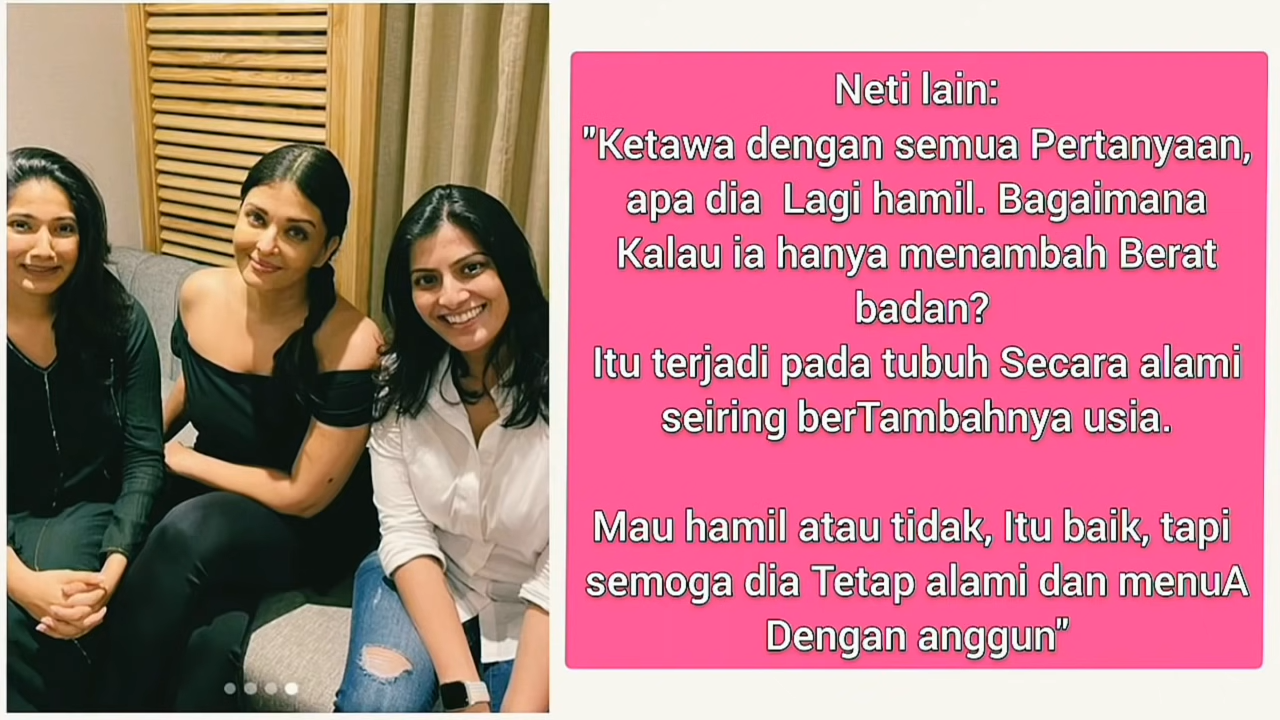 Neti lain:
"Ketawa dengan semua Pertanyaan,
apa dia  Lagi hamil. Bagaimana
Kalau ia hanya menambah Berat
badan?
Itu terjadi pada tubuh Secara alami
seiring berTambahnya usia.
Mau hamil atau tidak, Itu baik, tapi
semoga dia Tetap alami dan menuA
Dengan anggun"